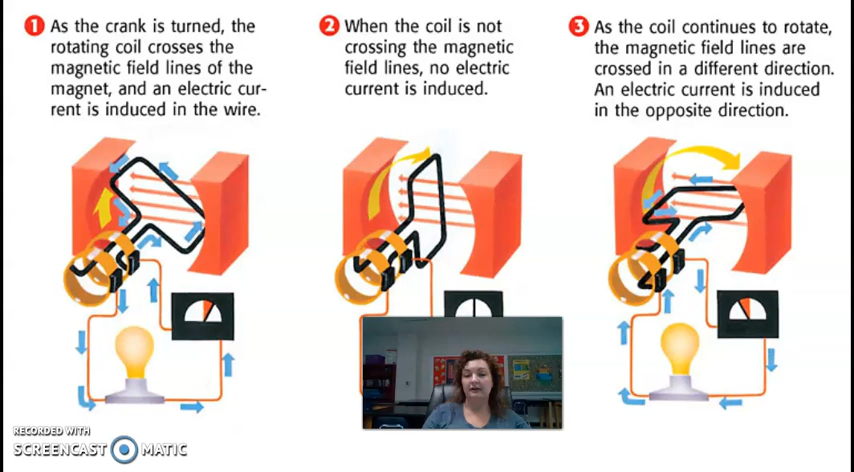 1 As the crank is turned, the
rotating coil crosses the
magnetic field lines of the
magnet, and an electric cur-
rent is induced in the wire.
2 When the coil is not
crossing the magnetic
field lines, no electric
current is induced.
3 As the coil continues to rotate,
the magnetic field lines are
crossed in a different direction.
An electric current is induced
in the opposite direction.
RECORDED WITH
SCREENCAST MATIC